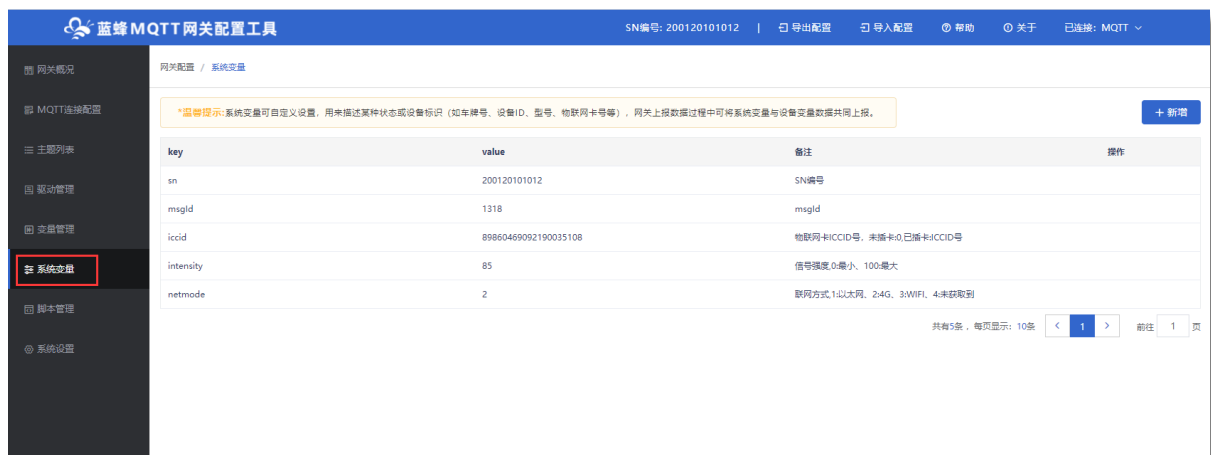 蓝蜂MQTT网关配置工具
SN编号: 200120101012 | 导出配置 导入配置 帮助 关于 已连接: MQTT
网关概况
MQTT连接配置
主题列表
驱动管理
变量管理
系统变量
脚本管理
系统设置
网关配置 / 系统变量
*温馨提示:系统变量可自定义设置，用来描述某种状态或设备标识（如车牌号、设备ID、型号、物联网卡号等），网关上报数据过程中可将系统变量与设备变量数据共同上报。
+ 新增
key value 备注 操作
sn 200120101012 SN编号
msgId 1318 msgId
iccid 89860469092190035108 物联网卡ICCID号，未插卡:0,已插卡:ICCID号
intensity 85 信号强度,0:最小、100:最大
netmode 2 联网方式,1:以太网、2:4G、3:WIFI、4:未获取到
共有5条，每页显示: 10条 < 1 > 前往 1 页